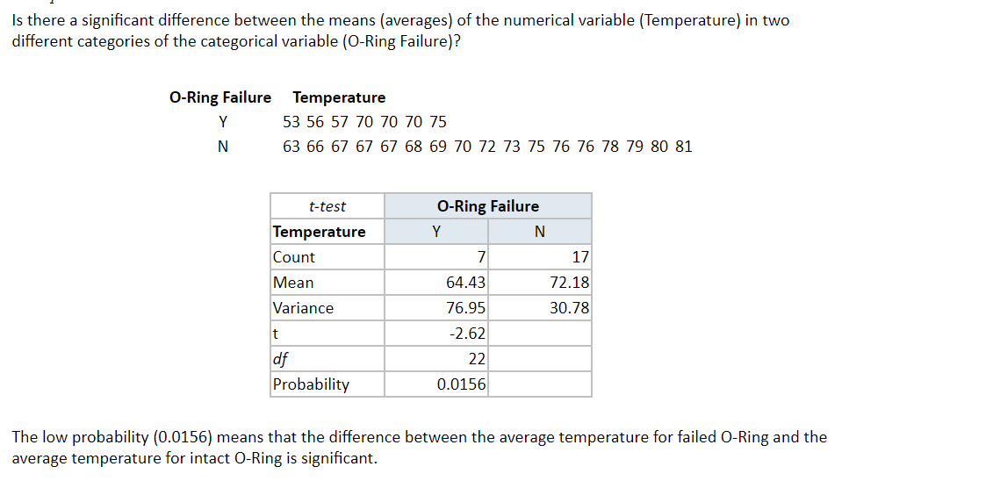 Is there a significant difference between the means (averages) of the numerical variable (Temperature) in two
different categories of the categorical variable (O-Ring Failure)?
O-Ring Failure Temperature
Y 53 56 57 70 70 70 75
N 63 66 67 67 67 68 69 70 72 73 75 76 76 78 79 80 81
t-test O-Ring Failure
Temperature Y N
Count 7 17
Mean 64.43 72.18
Variance 76.95 30.78
t -2.62
df 22
Probability 0.0156
The low probability (0.0156) means that the difference between the average temperature for failed O-Ring and the
average temperature for intact O-Ring is significant.